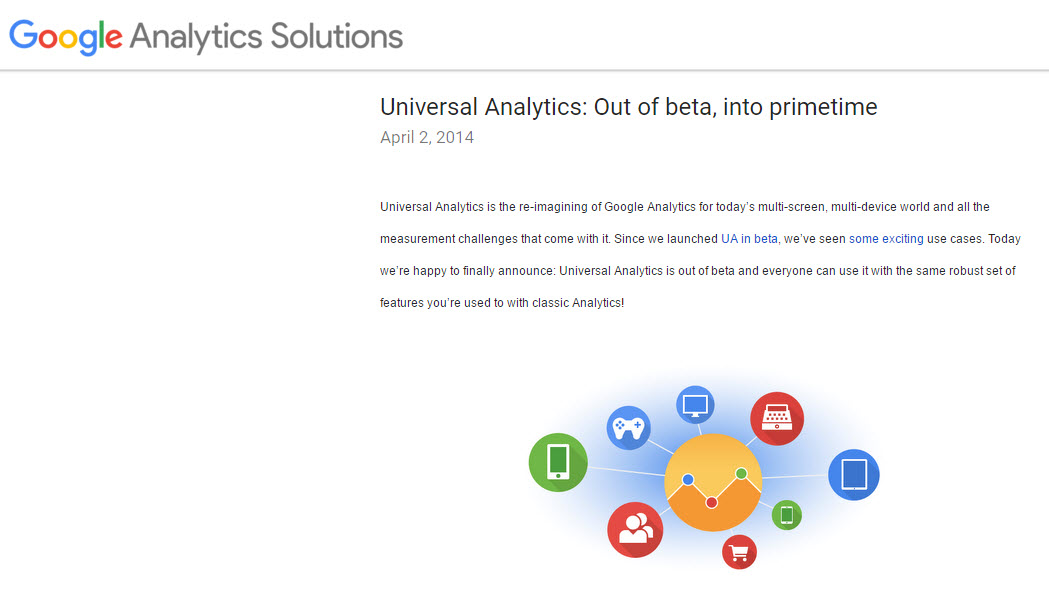 Google Analytics Solutions
Universal Analytics: Out of beta, into primetime
April 2, 2014
Universal Analytics is the re-imagining of Google Analytics for today's multi-screen, multi-device world and all the
measurement challenges that come with it. Since we launched UA in beta, we've seen some exciting use cases. Today
we're happy to finally announce: Universal Analytics is out of beta and everyone can use it with the same robust set of
features you're used to with classic Analytics!